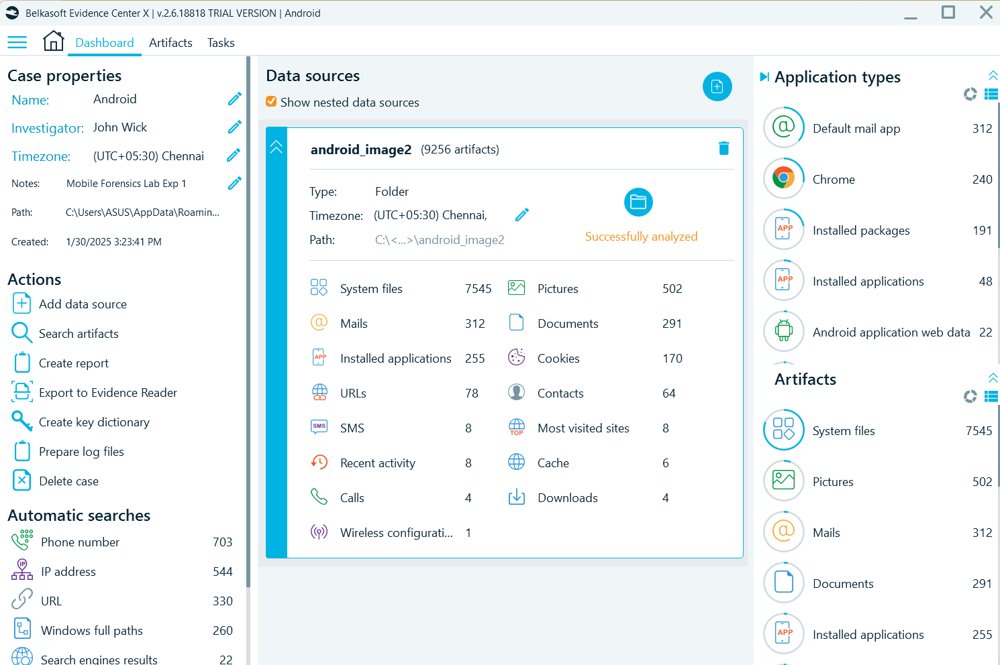 Belkasoft Evidence Center X | v.2.6.18818 TRIAL VERSION | Android
Dashboard Artifacts Tasks
Case properties
Name: Android
Investigator: John Wick
Timezone: (UTC+05:30) Chennai
Notes: Mobile Forensics Lab Exp 1
Path: C:\Users\ASUS\AppData\Roamin...
Created: 1/30/2025 3:23:41 PM
Actions
Add data source
Search artifacts
Create report
Export to Evidence Reader
Create key dictionary
Prepare log files
Delete case
Automatic searches
Phone number 703
IP
IP address 544
URL 330
Windows full paths 260
Search engines results 22
Data sources
Show nested data sources
android_image2 (9256 artifacts)
Type: Folder
Timezone: (UTC+05:30) Chennai,
Path: C:\<...>\android_image2
Successfully analyzed
System files 7545 Pictures 502
Mails 312 Documents 291
APP Installed applications 255 Cookies 170
URLs 78 Contacts 64
SMS SMS 8 TOP Most visited sites 8
Recent activity 8 Cache 6
Calls 4 Downloads 4
Wireless configurati... 1
Application types
Default mail app 312
Chrome 240
APP Installed packages 191
APP Installed applications 48
Android application web data 22
Artifacts
System files 7545
Pictures 502
Mails 312
Documents 291
APP Installed applications 255